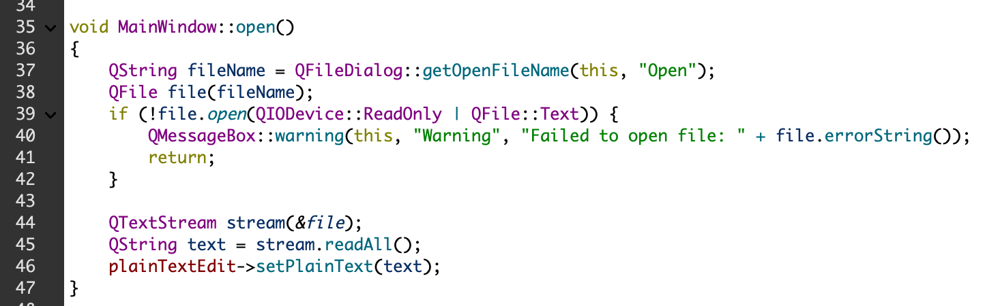 34
35 void MainWindow::open()
36 {
37     QString fileName = QFileDialog::getOpenFileName(this, "Open");
38     QFile file(fileName);
39     if (!file.open(QIODevice::ReadOnly | QFile::Text)) {
40         QMessageBox::warning(this, "Warning", "Failed to open file: " + file.errorString());
41         return;
42     }
43
44     QTextStream stream(&file);
45     QString text = stream.readAll();
46     plainTextEdit->setPlainText(text);
47 }
48